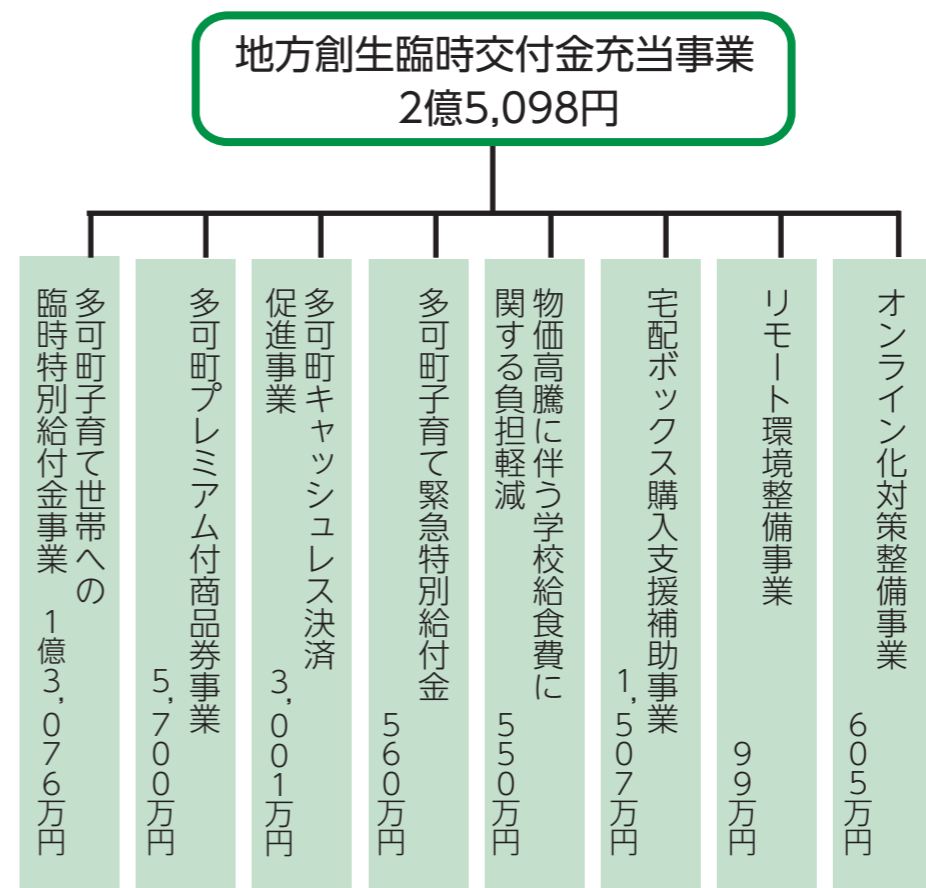 地方創生臨時交付金充当事業
2億5,098円
多可町子育て世帯への
臨時特別給付金事業 1億3,076万円
多可町プレミアム付商品券事業
5,700万円
多可町キャッシュレス決済
促進事業
3,001万円
多可町子育て緊急特別給付金
560万円
物価高騰に伴う学校給食費に
関する負担軽減
550万円
宅配ボックス購入支援補助事業
1,507万円
リモート環境整備事業
99万円
オンライン化対策整備事業
605万円